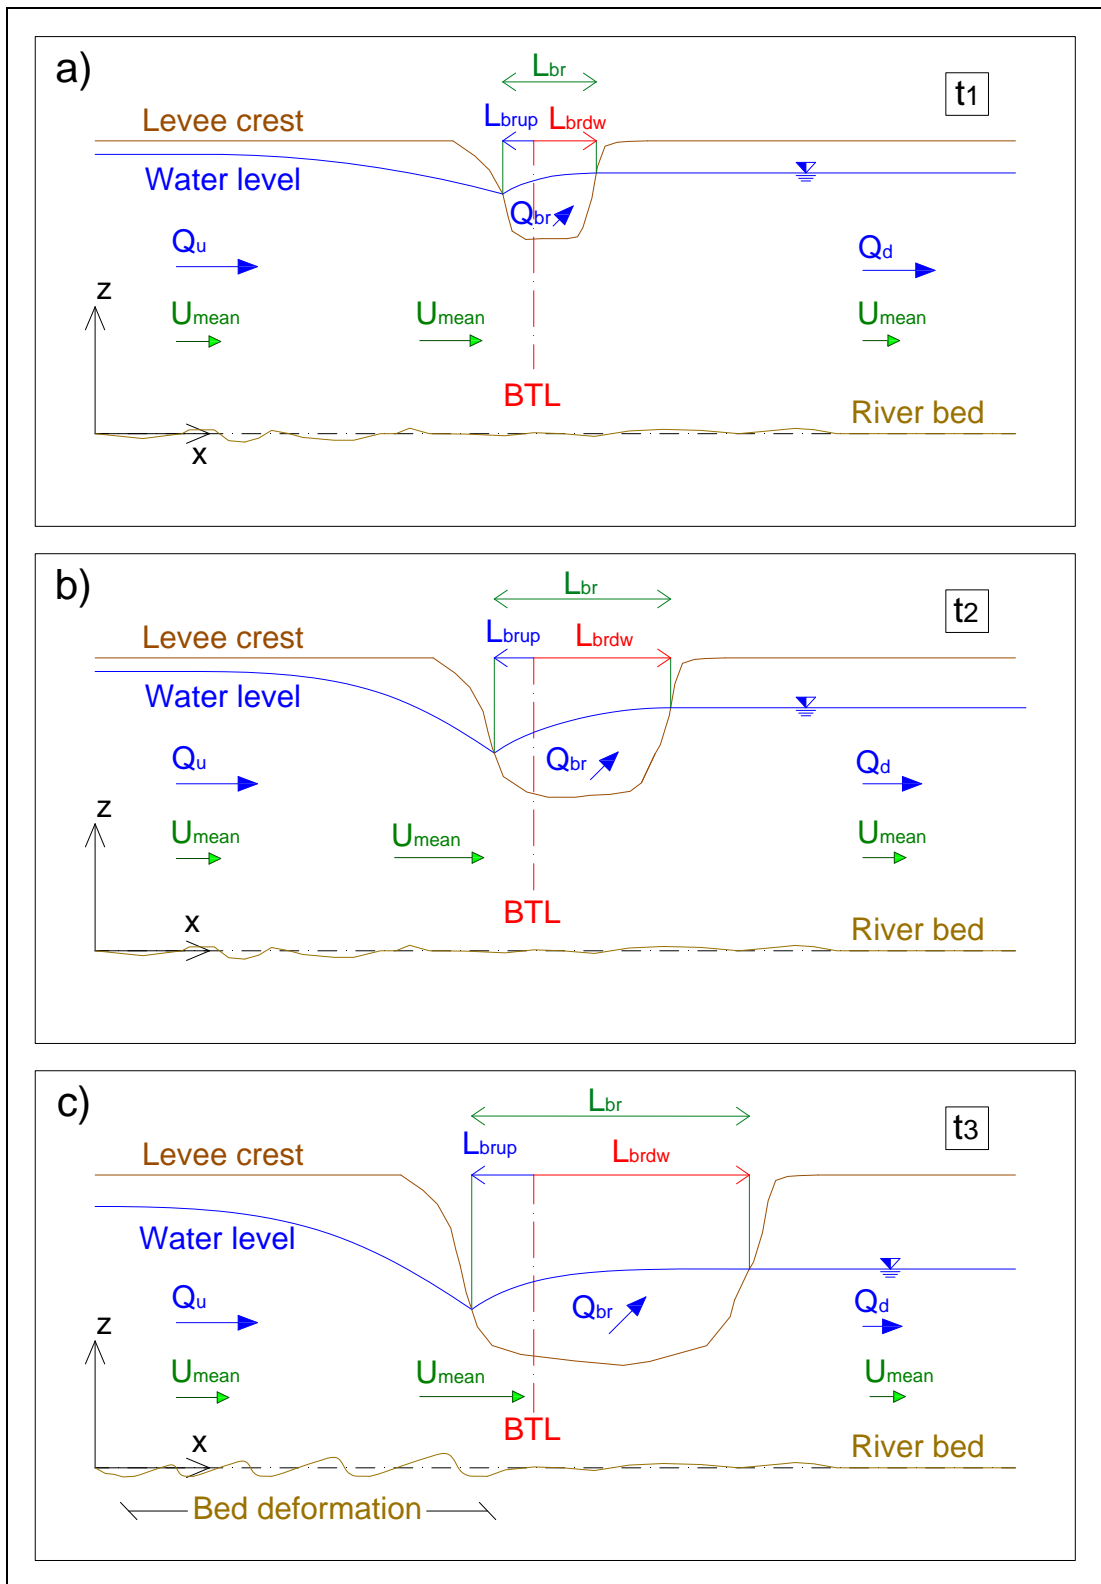 a)
Lbr
t1
Levee crest
Lbrup
Lbrdw
Water level
Qbr
Qu
Qd
z
Umean
Umean
Umean
BTL
River bed
x
b)
Lbr
t2
Levee crest
Lbrup
Lbrdw
Water level
Qu
Qbr
Qd
z
Umean
Umean
Umean
x
BTL
River bed
c)
Lbr
t3
Levee crest
Lbrup
Lbrdw
Water level
Qu
Qbr
Qd
z
Umean
Umean
Umean
x
BTL
River bed
Bed deformation